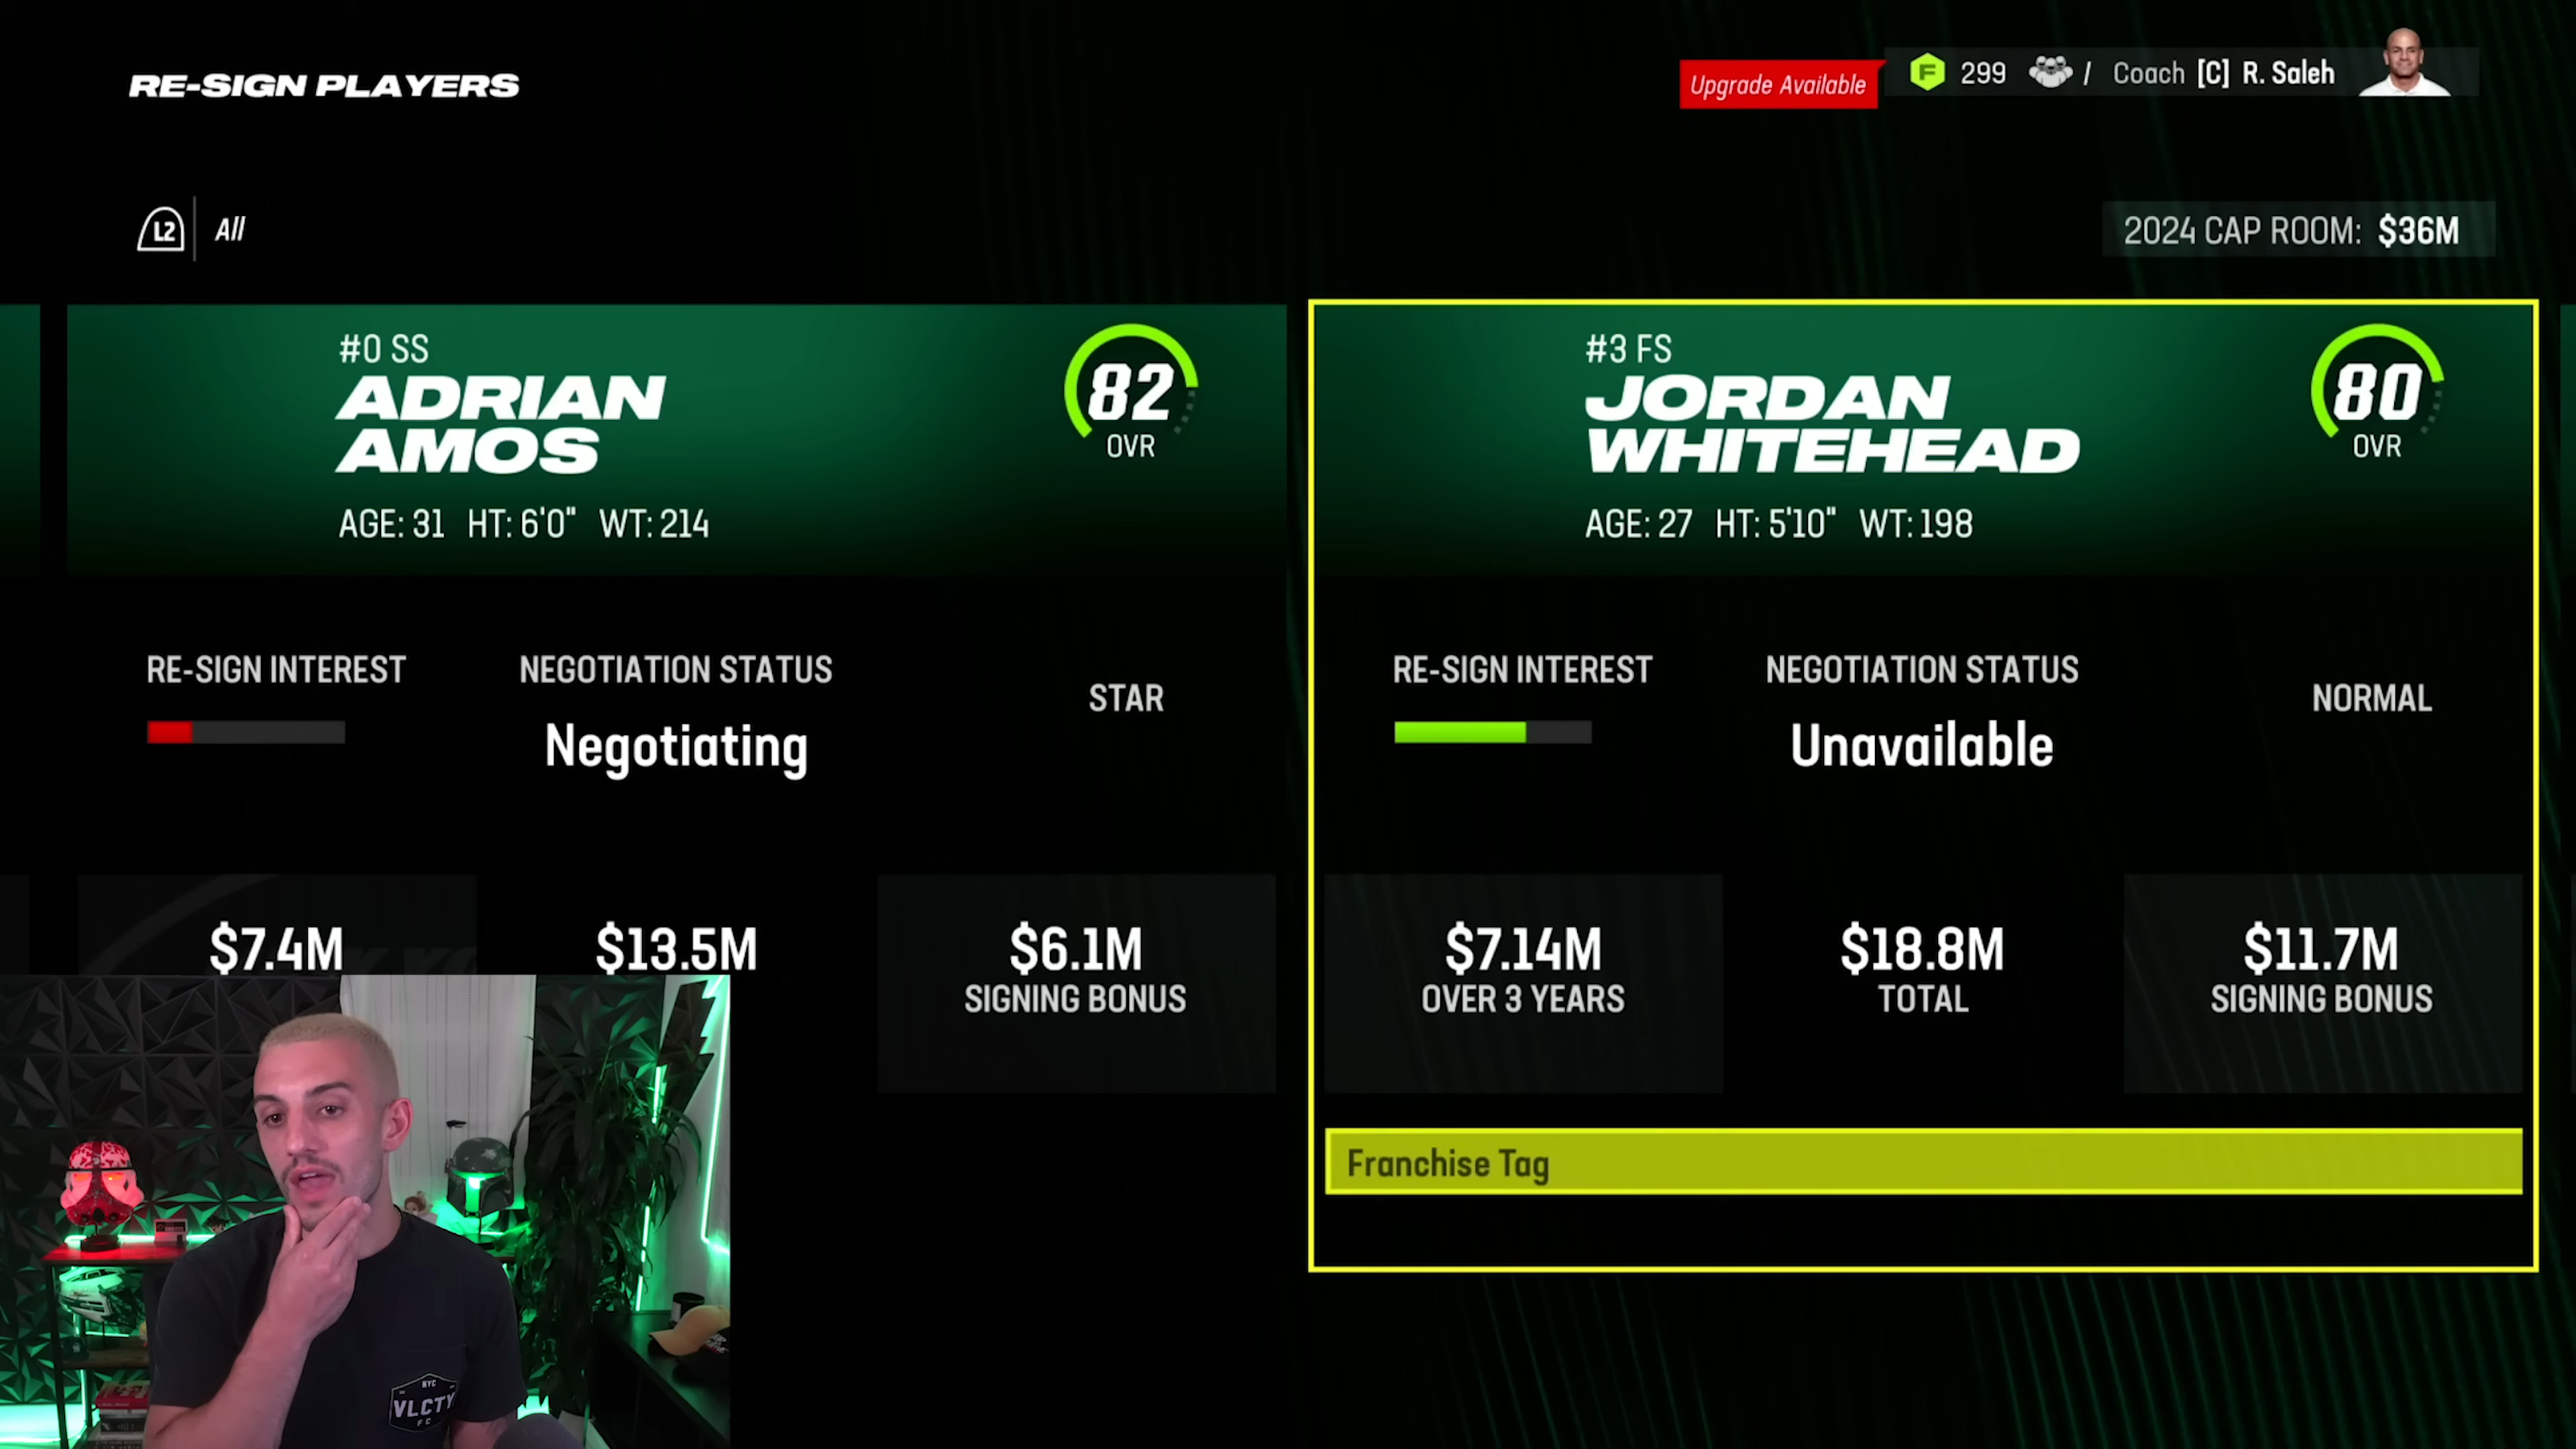 RE-SIGN PLAYERS
Upgrade Available
F 299 / Coach [C] R. Saleh
L2 All
2024 CAP ROOM: $36M
#0 SS
ADRIAN
AMOS
AGE: 31 HT: 6'0" WT: 214
82
OVR
RE-SIGN INTEREST
NEGOTIATION STATUS
Negotiating
STAR
$7.4M
$13.5M
$6.1M
SIGNING BONUS
#3 FS
JORDAN
WHITEHEAD
AGE: 27 HT: 5'10" WT: 198
80
OVR
RE-SIGN INTEREST
NEGOTIATION STATUS
Unavailable
NORMAL
$7.14M
OVER 3 YEARS
$18.8M
TOTAL
$11.7M
SIGNING BONUS
Franchise Tag
NYC
VLCTY
FC